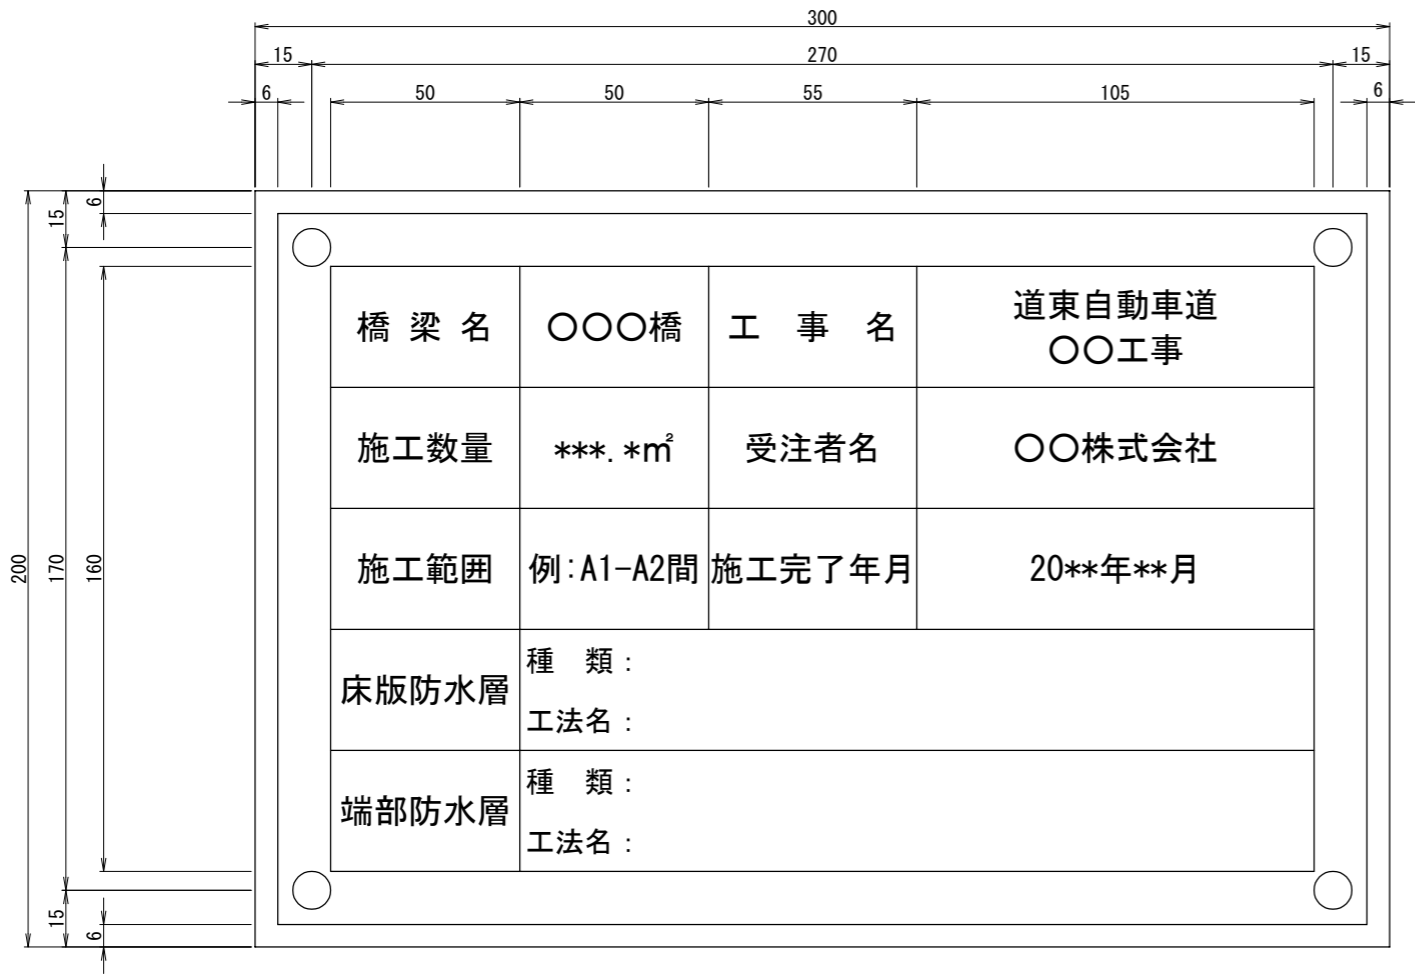 300
15 270 15
6 50 50 55 105 6
200
15
170
15
6
160
6
橋 梁 名 〇〇〇橋 工　事　名 道東自動車道
〇〇工事
施工数量 ***.*㎡ 受注者名 〇〇株式会社
施工範囲 例:A1-A2間 施工完了年月 20**年**月
床版防水層
種　類：
工法名：
端部防水層
種　類：
工法名：